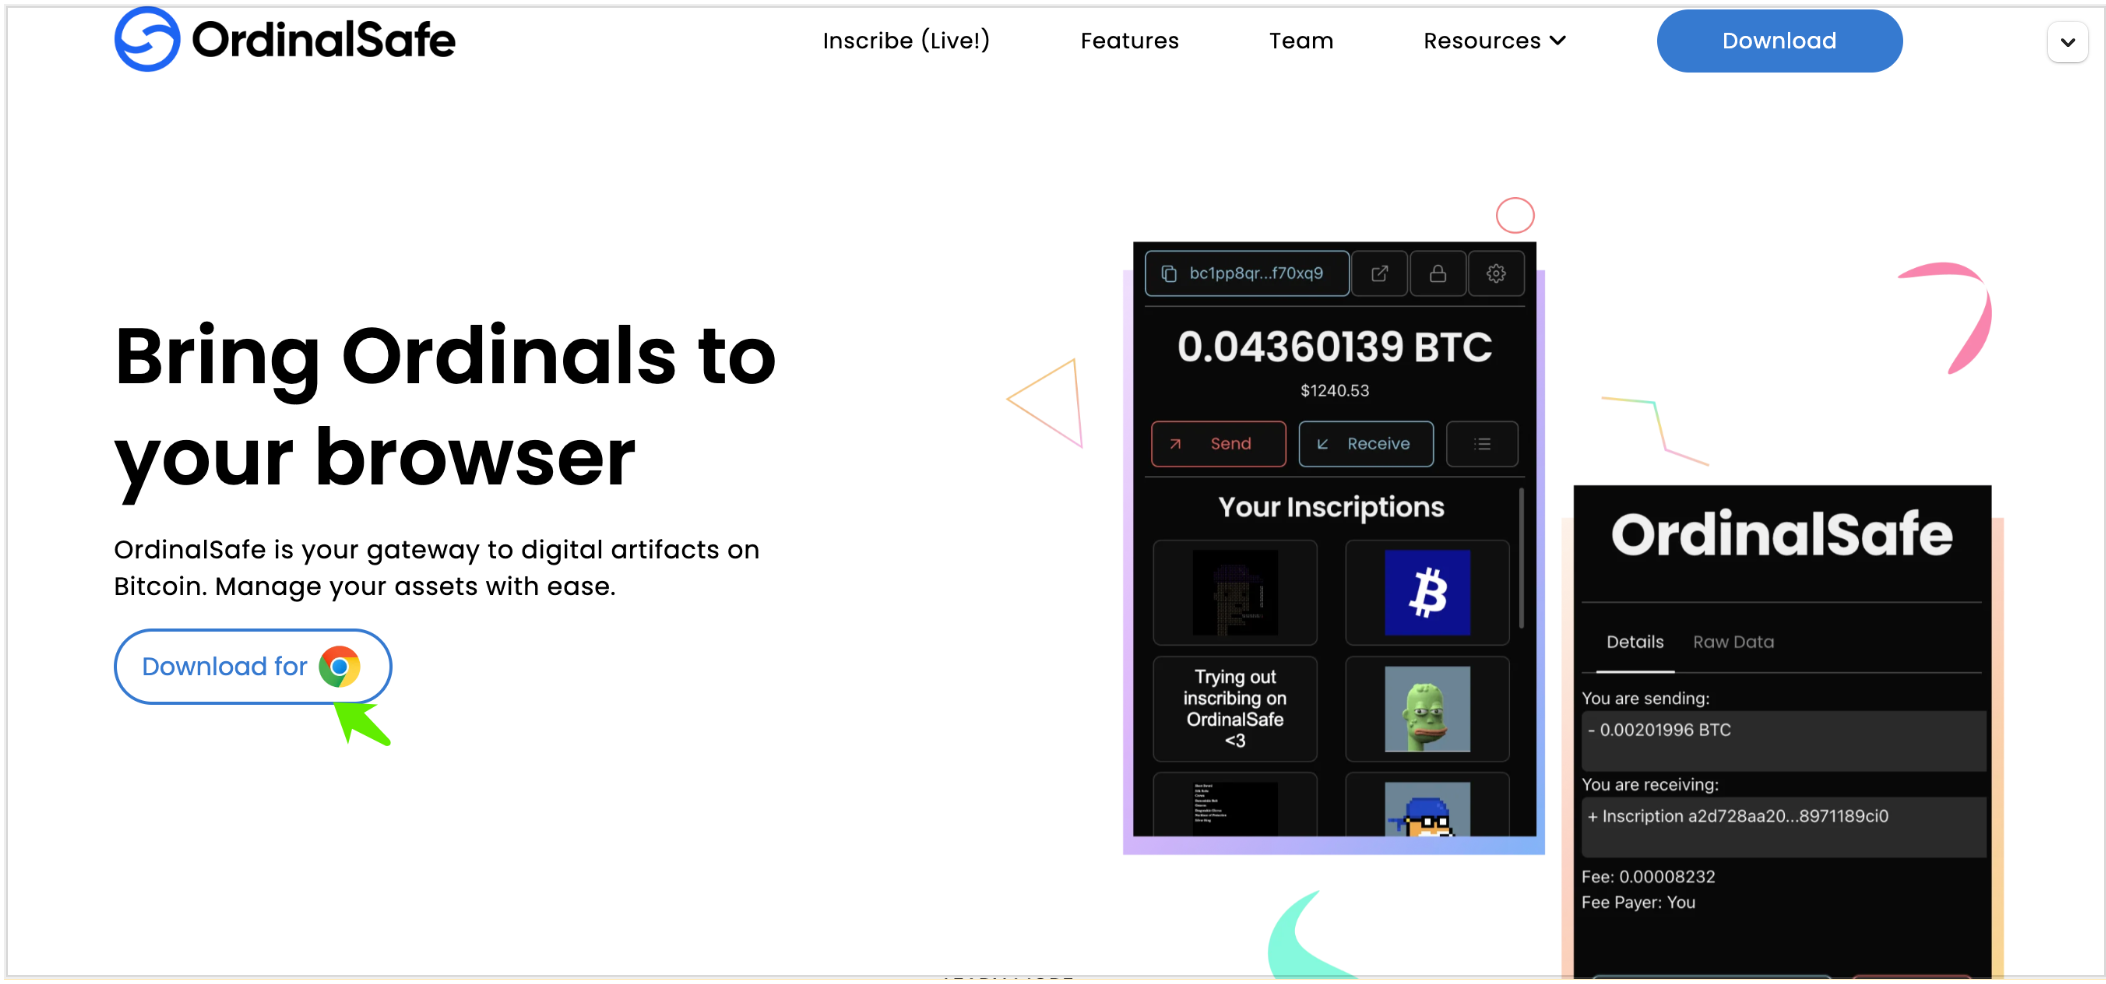 OrdinalSafe
Inscribe (Live!)
Features
Team
Resources
Download
Bring Ordinals to
your browser
OrdinalSafe is your gateway to digital artifacts on
Bitcoin. Manage your assets with ease.
Download for
bc1pp8qr...f70xq9
0.04360139 BTC
$1240.53
Send
Receive
Your Inscriptions
Trying out
inscribing on
OrdinalSafe
<3
OrdinalSafe
Details
Raw Data
You are sending:
- 0.00201996 BTC
You are receiving:
+ Inscription a2d728aa20...8971189ci0
Fee: 0.00008232
Fee Payer: You